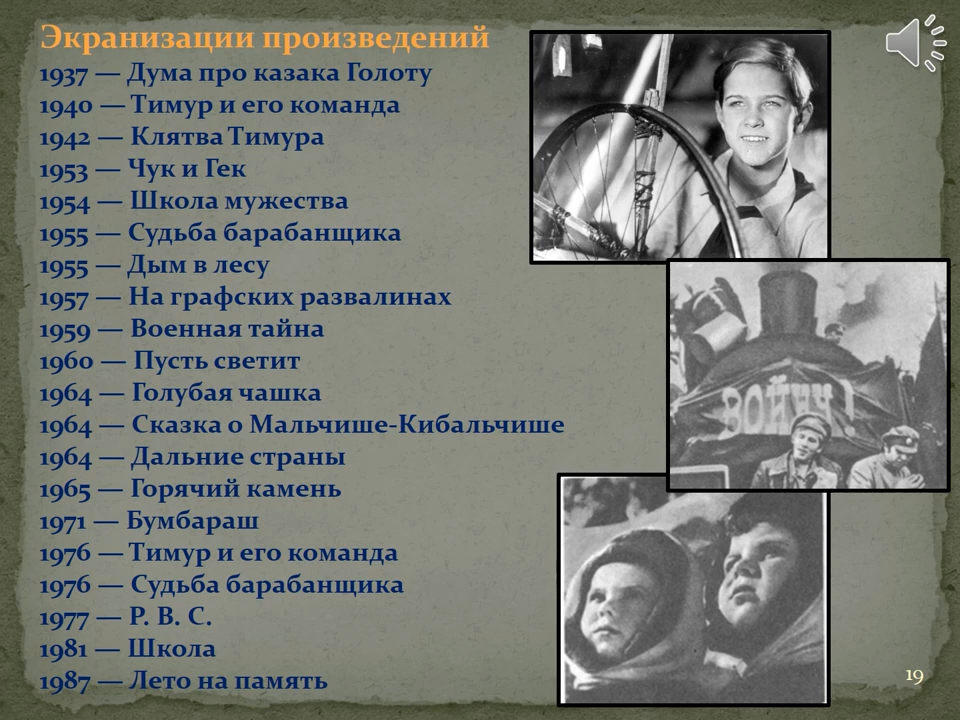 Экранизации произведений
1937 — Дума про казака Голоту
1940 — Тимур и его команда
1942 — Клятва Тимура
1953 — Чук и Гек
1954 — Школа мужества
1955 — Судьба барабанщика
1955 — Дым в лесу
1957 — На графских развалинах
1959 — Военная тайна
1960 — Пусть светит
1964 — Голубая чашка
1964 — Сказка о Мальчише-Кибальчише
1964 — Дальние страны
1965 — Горячий камень
1971 — Бумбараш
1976 — Тимур и его команда
1976 — Судьба барабанщика
1977 — Р. В. С.
1981 — Школа
1987 — Лето на память
ВОЙНУ!
19